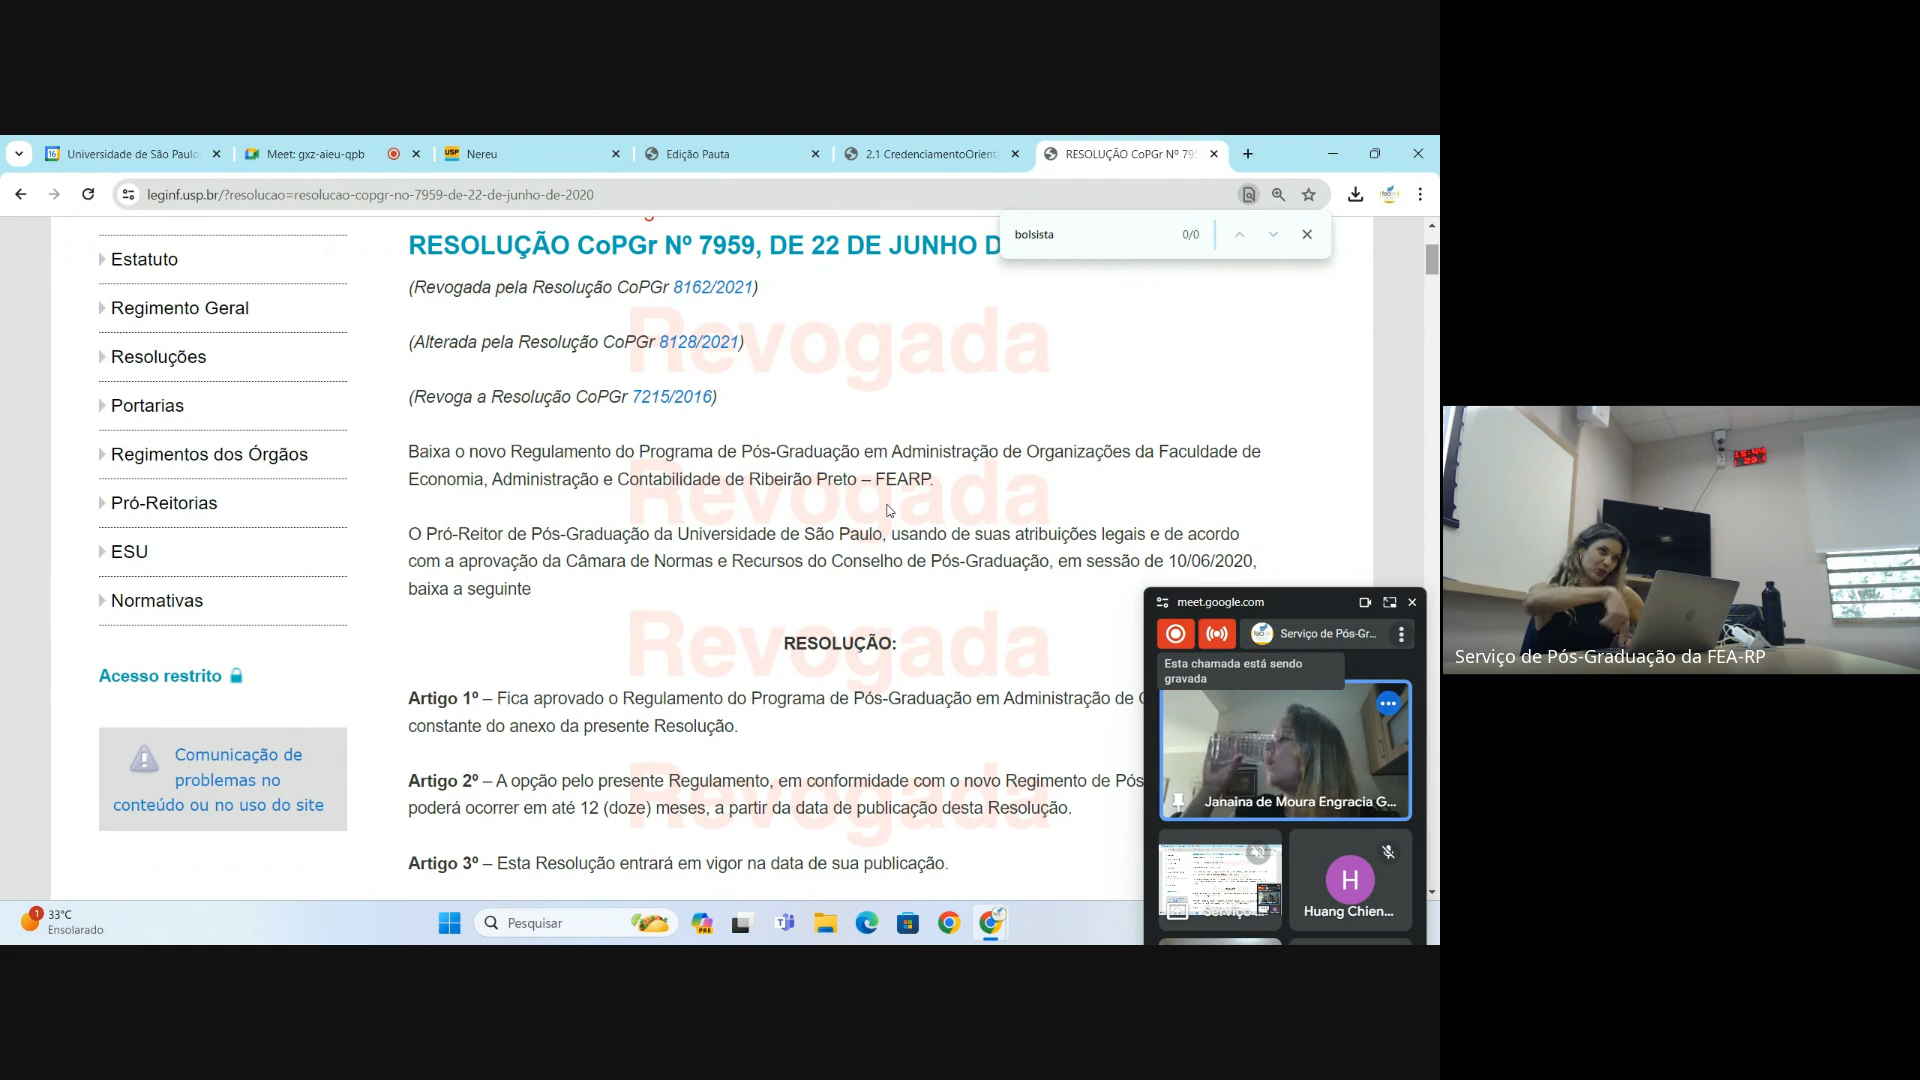 Universidade de São Paulo
Meet: gxz-aieu-qpb
USP
Nereu
Edição Pauta
2.1 CredenciamentoOrient
RESOLUÇÃO CoPGr Nº 795
leginf.usp.br/?resolucao=resolucao-copgr-no-7959-de-22-de-junho-de-2020
bolsista
0/0
Estatuto
Regimento Geral
Resoluções
Portarias
Regimentos dos Órgãos
Pró-Reitorias
ESU
Normativas
Acesso restrito
Comunicação de
problemas no
conteúdo ou no uso do site
RESOLUÇÃO CoPGr Nº 7959, DE 22 DE JUNHO D
(Revogada pela Resolução CoPGr 8162/2021)
Revogada
(Alterada pela Resolução CoPGr 8128/2021)
(Revoga a Resolução CoPGr 7215/2016)
Baixa o novo Regulamento do Programa de Pós-Graduação em Administração de Organizações da Faculdade de
Economia, Administração e Contabilidade de Ribeirão Preto – FEARP.
Revogada
O Pró-Reitor de Pós-Graduação da Universidade de São Paulo, usando de suas atribuições legais e de acordo
com a aprovação da Câmara de Normas e Recursos do Conselho de Pós-Graduação, em sessão de 10/06/2020,
baixa a seguinte
RESOLUÇÃO:
Revogada
Artigo 1º – Fica aprovado o Regulamento do Programa de Pós-Graduação em Administração de
constante do anexo da presente Resolução.
Artigo 2º – A opção pelo presente Regulamento, em conformidade com o novo Regimento de Pós
poderá ocorrer em até 12 (doze) meses, a partir da data de publicação desta Resolução.
Revogada
Artigo 3º – Esta Resolução entrará em vigor na data de sua publicação.
meet.google.com
Serviço de Pós-Gr...
Esta chamada está sendo
gravada
Janaina de Moura Engracia G...
Serviço
H
Huang Chien...
1
33°C
Ensolarado
Pesquisar
PRE
Serviço de Pós-Graduação da FEA-RP